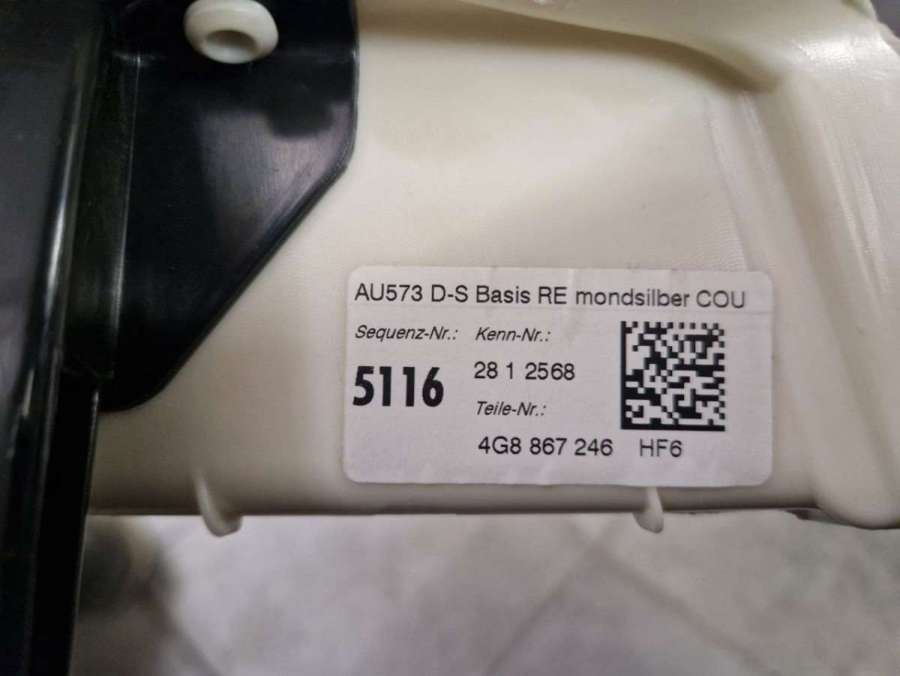 AU573 D-S Basis RE mondsilber COU
Sequenz-Nr.: Kenn-Nr.:
5116 28 1 2568
Teile-Nr.:
4G8 867 246 HF6